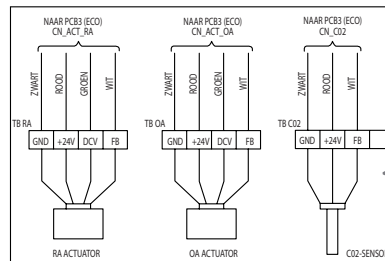 NAAR PCB3 (ECO)
CN_ACT_RA
ZWART
ROOD
GROEN
WIT
TB RA
GND
+24V
DCV
FB
RA ACTUATOR
NAAR PCB3 (ECO)
CN_ACT_OA
ZWART
ROOD
GROEN
WIT
TB OA
GND
+24V
DCV
FB
OA ACTUATOR
NAAR PCB3 (ECO)
CN_C02
ZWART
ROOD
WIT
TB C02
GND
+24V
FB
C02-SENSOR